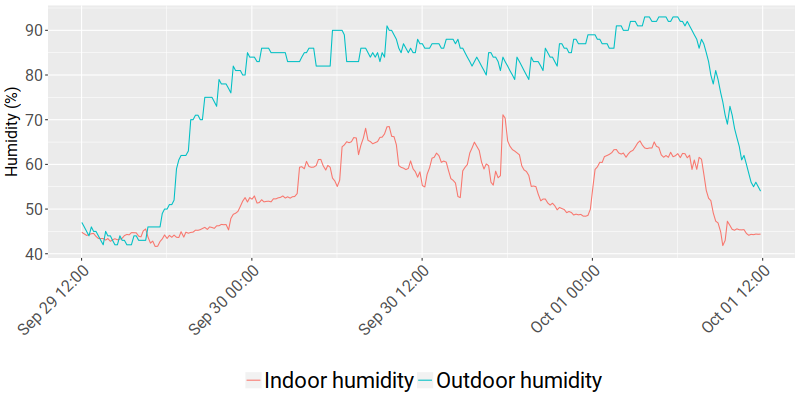 Humidity (%)
90
80
70
60
50
40
Sep 29 12:00
Sep 30 00:00
Sep 30 12:00
Oct 01 00:00
Oct 01 12:00
Indoor humidity Outdoor humidity